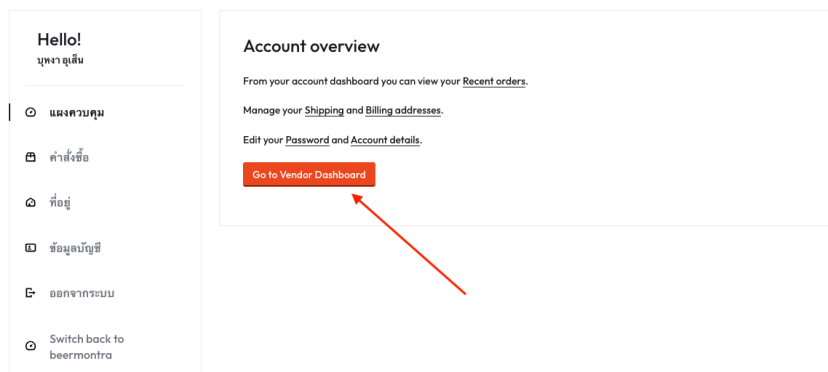 Hello!
บุหงา อุเส็น
แผงควบคุม
คำสั่งซื้อ
ที่อยู่
ข้อมูลบัญชี
ออกจากระบบ
Switch back to
beermontra
Account overview
From your account dashboard you can view your Recent orders.
Manage your Shipping and Billing addresses.
Edit your Password and Account details.
Go to Vendor Dashboard